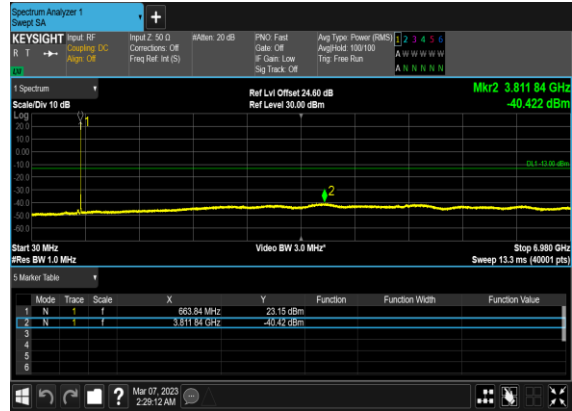 Spectrum Analyzer 1
Swept SA
+
KEYSIGHT Input: RF Input Z: 50 Ω #Atten: 20 dB PNO: Fast Avg Type: Power (RMS) 1 2 3 4 5 6
R T Coupling: DC Corrections: Off Gate: Off Avg|Hold: 100/100 A W W W W W
Align: Off Freq Ref: Int (S) IF Gain: Low Trig: Free Run
Sig Track: Off A N N N N N
1 Spectrum Ref Lvl Offset 24.60 dB Mkr2 3.811 84 GHz
Scale/Div 10 dB Ref Level 30.00 dBm -40.422 dBm
Log
1
20.0
10.0
0.00
-10.0 DL1 -13.00 dBm
-20.0
-30.0 2
-40.0
-50.0
-60.0
Start 30 MHz Video BW 3.0 MHz* Stop 6.980 GHz
#Res BW 1.0 MHz Sweep 13.3 ms (40001 pts)
5 Marker Table
Mode Trace Scale X Y Function Function Width Function Value
1 N 1 f 663.84 MHz 23.15 dBm
2 N 1 f 3.811 84 GHz -40.42 dBm
3
4
5
6
? Mar 07, 2023
2:29:12 AM